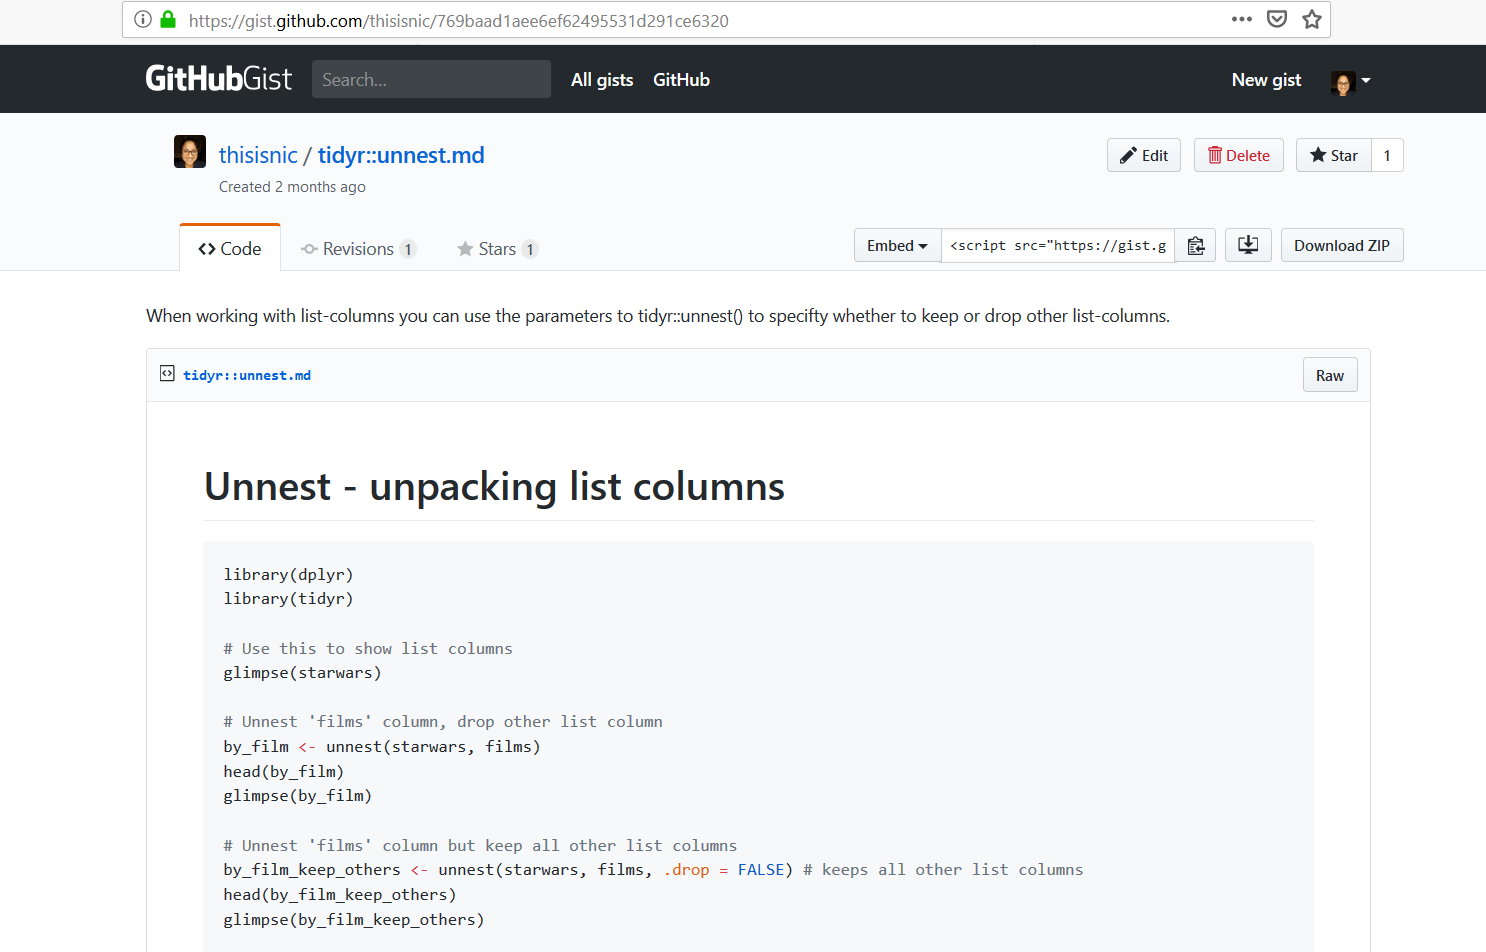 https://gist.github.com/thisisnic/769baad1aee6ef62495531d291ce6320
GitHubGist Search... All gists GitHub New gist
thisisnic / tidyr::unnest.md Edit Delete Star 1
Created 2 months ago
Code Revisions 1 Stars 1 Embed <script src="https://gist.g Download ZIP
When working with list-columns you can use the parameters to tidyr::unnest() to specifty whether to keep or drop other list-columns.
tidyr::unnest.md Raw
Unnest - unpacking list columns
library(dplyr)
library(tidyr)
# Use this to show list columns
glimpse(starwars)
# Unnest 'films' column, drop other list column
by_film <- unnest(starwars, films)
head(by_film)
glimpse(by_film)
# Unnest 'films' column but keep all other list columns
by_film_keep_others <- unnest(starwars, films, .drop = FALSE) # keeps all other list columns
head(by_film_keep_others)
glimpse(by_film_keep_others)